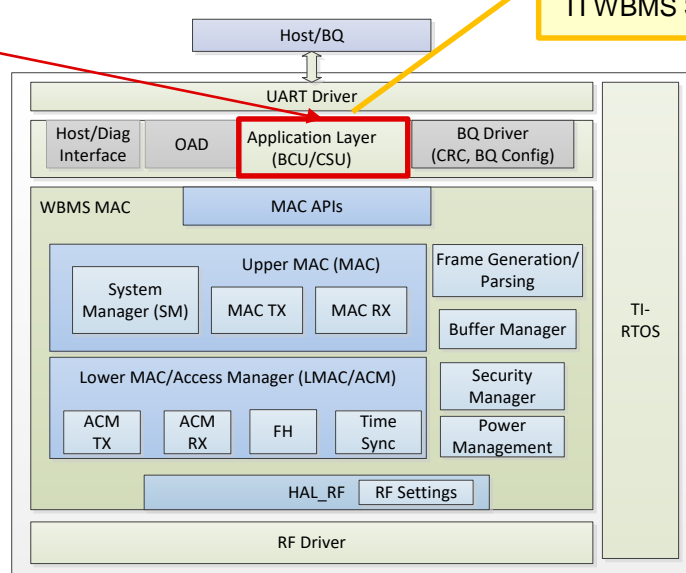 TI WBMS
Host/BQ
UART Driver
Host/Diag
Interface
OAD
Application Layer
(BCU/CSU)
BQ Driver
(CRC, BQ Config)
WBMS MAC
MAC APIs
Upper MAC (MAC)
System
Manager (SM)
MAC TX
MAC RX
Frame Generation/
Parsing
Buffer Manager
TI-
RTOS
Lower MAC/Access Manager (LMAC/ACM)
ACM
TX
ACM
RX
FH
Time
Sync
Security
Manager
Power
Management
HAL_RF
RF Settings
RF Driver